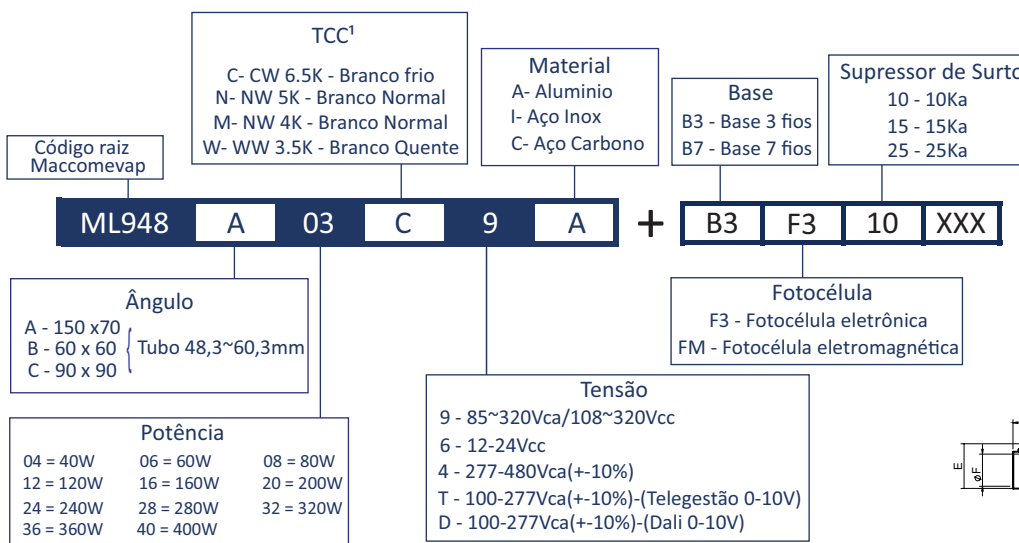 TCC¹
C- CW 6.5K - Branco frio
N- NW 5K - Branco Normal
M- NW 4K - Branco Normal
W- WW 3.5K - Branco Quente
Material
A- Aluminio
I- Aço Inox
C- Aço Carbono
Base
B3 - Base 3 fios
B7 - Base 7 fios
Supressor de Surto
10 - 10Ka
15 - 15Ka
25 - 25Ka
Código raiz
Maccomevap
ML948 A 03 C 9 A + B3 F3 10 XXX
Ângulo
A - 150 x70
B - 60 x 60
C - 90 x 90
Tubo 48,3~60,3mm
Fotocélula
F3 - Fotocélula eletrônica
FM - Fotocélula eletromagnética
Potência
04 = 40W 06 = 60W 08 = 80W
12 = 120W 16 = 160W 20 = 200W
24 = 240W 28 = 280W 32 = 320W
36 = 360W 40 = 400W
Tensão
9 - 85~320Vca/108~320Vcc
6 - 12-24Vcc
4 - 277-480Vca(+-10%)
T - 100-277Vca(+-10%)-(Telegestão 0-10V)
D - 100-277Vca(+-10%)-(Dali 0-10V)
E
øF